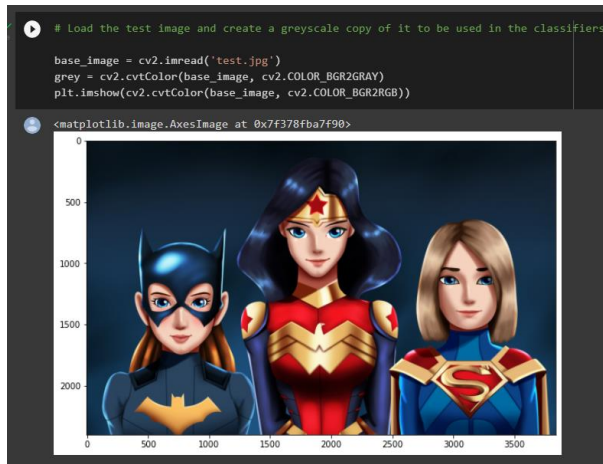 # Load the test image and create a greyscale copy of it to be used in the classifiers
base_image = cv2.imread('test.jpg')
grey = cv2.cvtColor(base_image, cv2.COLOR_BGR2GRAY)
plt.imshow(cv2.cvtColor(base_image, cv2.COLOR_BGR2RGB))
<matplotlib.image.AxesImage at 0x7f378fba7f90>
0
500
1000
1500
2000
S
0 500 1000 1500 2000 2500 3000 3500